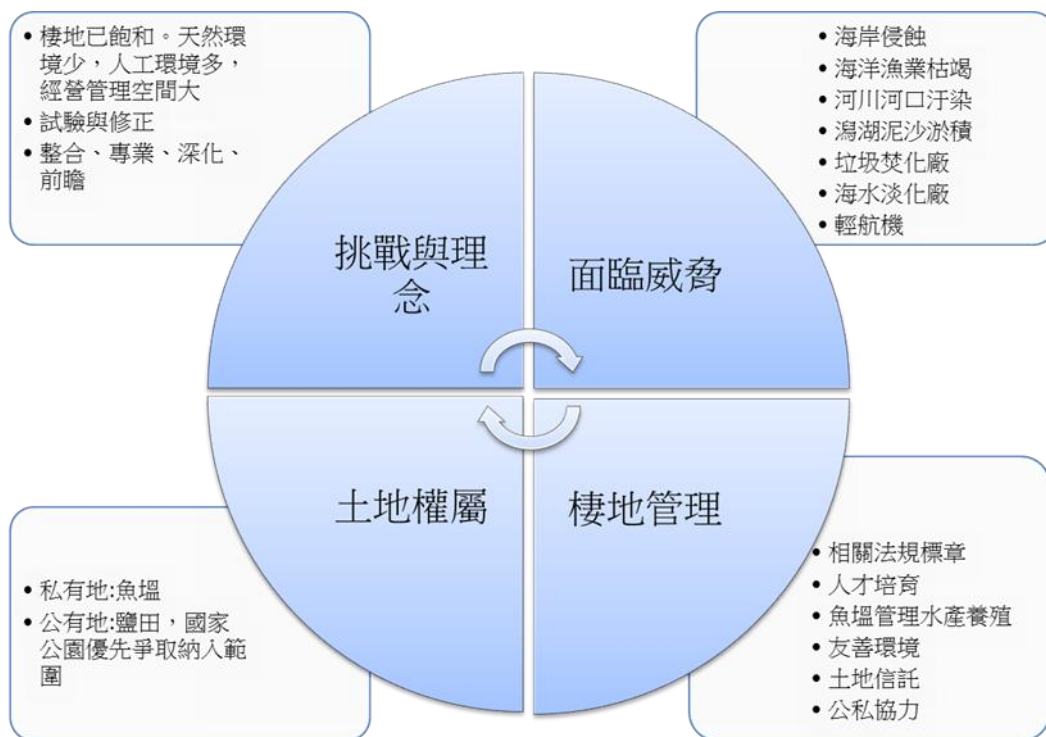 • 棲地已飽和。天然環
境少，人工環境多，
經營管理空間大
• 試驗與修正
• 整合、專業、深化、
前瞻
• 海岸侵蝕
• 海洋漁業枯竭
• 河川河口汙染
• 潟湖泥沙淤積
• 垃圾焚化廠
• 海水淡化廠
• 輕航機
挑戰與理
念
面臨威脅
土地權屬
棲地管理
• 私有地:魚塭
• 公有地:鹽田，國家
公園優先爭取納入範
圍
• 相關法規標章
• 人才培育
• 魚塭管理水產養殖
• 友善環境
• 土地信託
• 公私協力